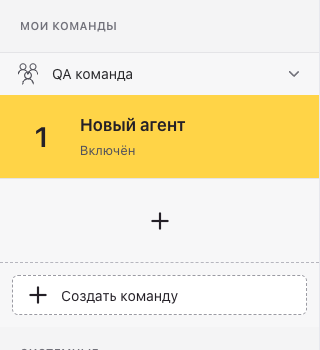 МОИ КОМАНДЫ
QA команда
1
Новый агент
Включён
Создать команду